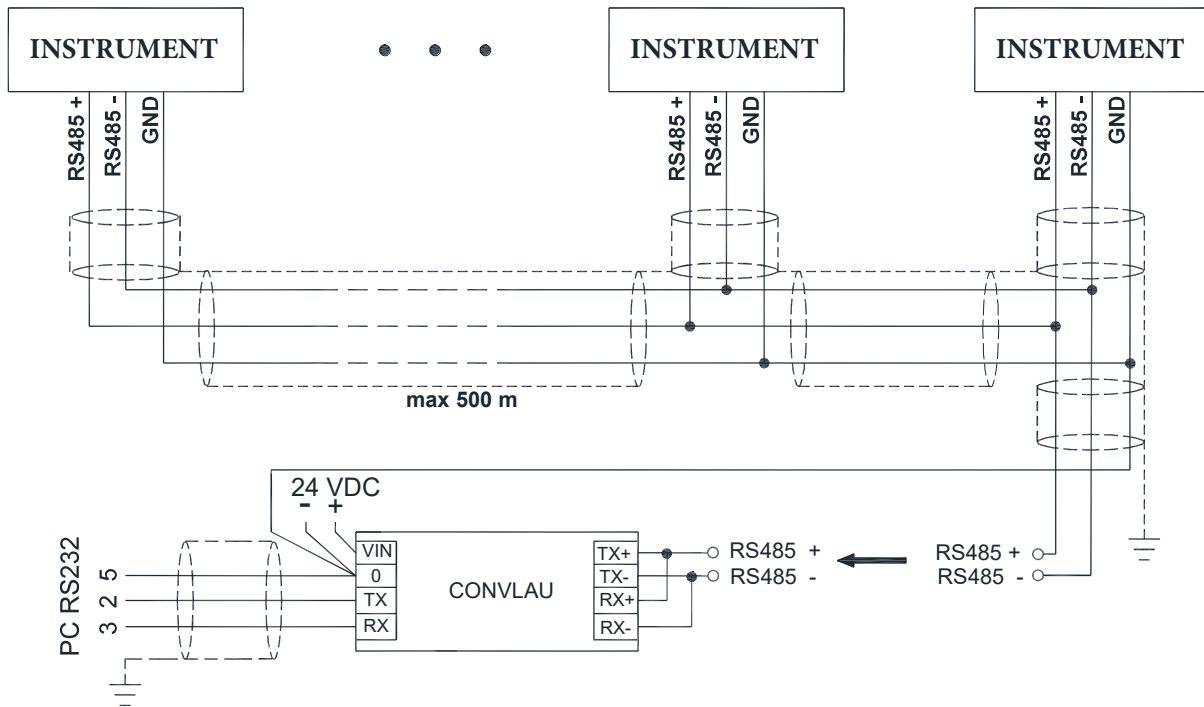 INSTRUMENT
INSTRUMENT
INSTRUMENT
RS485 +
RS485 -
GND
RS485 +
RS485 -
GND
RS485 +
RS485 -
GND
max 500 m
24 VDC
- +
PC RS232
5
2
3
VIN
0
TX
RX
CONVLAU
TX+
TX-
RX+
RX-
RS485 +
RS485 -
RS485 +
RS485 -